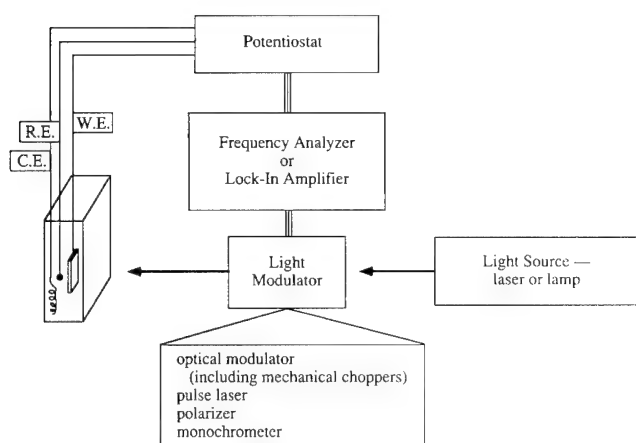 Potentiostat
W.E.
R.E.
C.E.
Frequency Analyzer
or
Lock-In Amplifier
Light
Modulator
Light Source —
laser or lamp
optical modulator
(including mechanical choppers)
pulse laser
polarizer
monochrometer